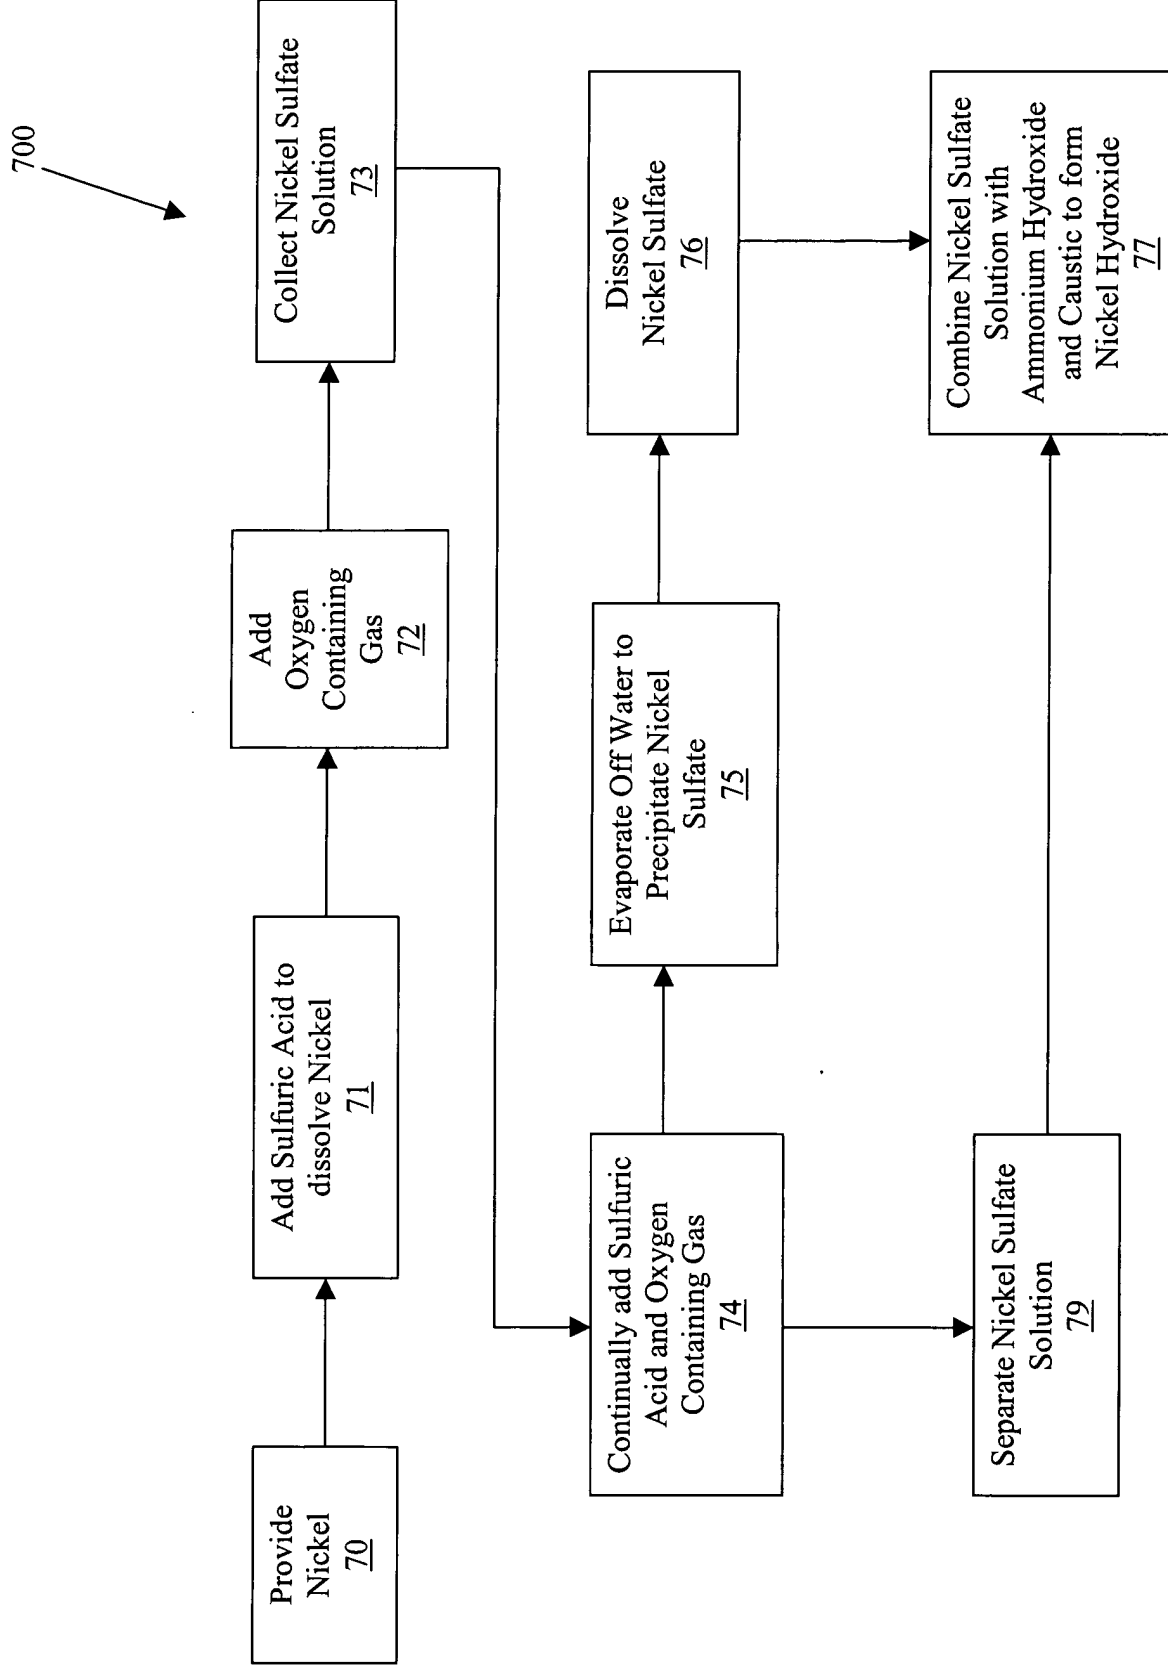 700
Provide
Nickel
70
Add Sulfuric Acid to
dissolve Nickel
71
Add
Oxygen
Containing
Gas
72
Collect Nickel Sulfate
Solution
73
Continually add Sulfuric
Acid and Oxygen
Containing Gas
74
Evaporate Off Water to
Precipitate Nickel
Sulfate
75
Dissolve
Nickel Sulfate
76
Separate Nickel Sulfate
Solution
79
Combine Nickel Sulfate
Solution with
Ammonium Hydroxide
and Caustic to form
Nickel Hydroxide
77